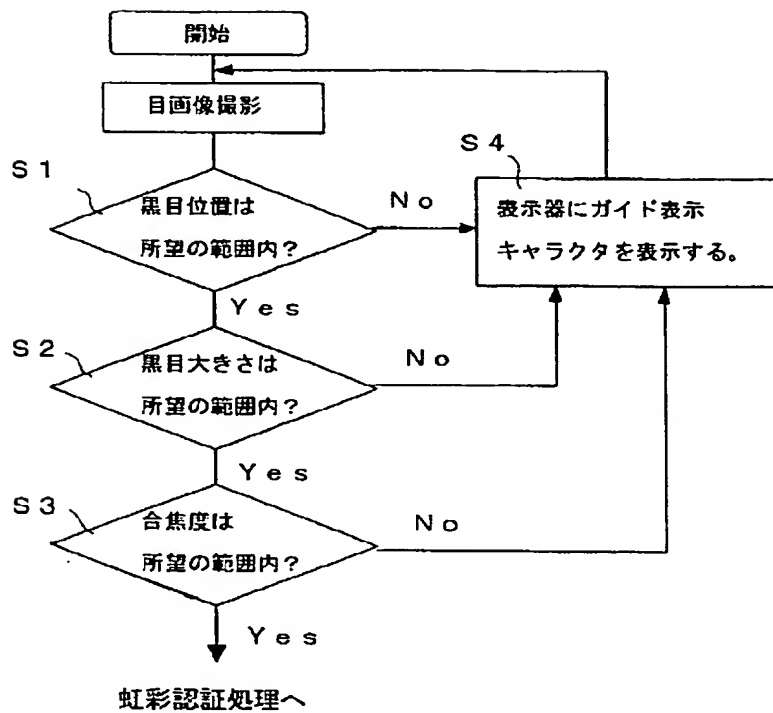 開始
目画像撮影
S1
黒目位置は
所望の範囲内?
No
S4
表示器にガイド表示
キャラクタを表示する。
Yes
S2
黒目大きさは
所望の範囲内?
No
Yes
S3
合焦度は
所望の範囲内?
No
Yes
虹彩認証処理へ